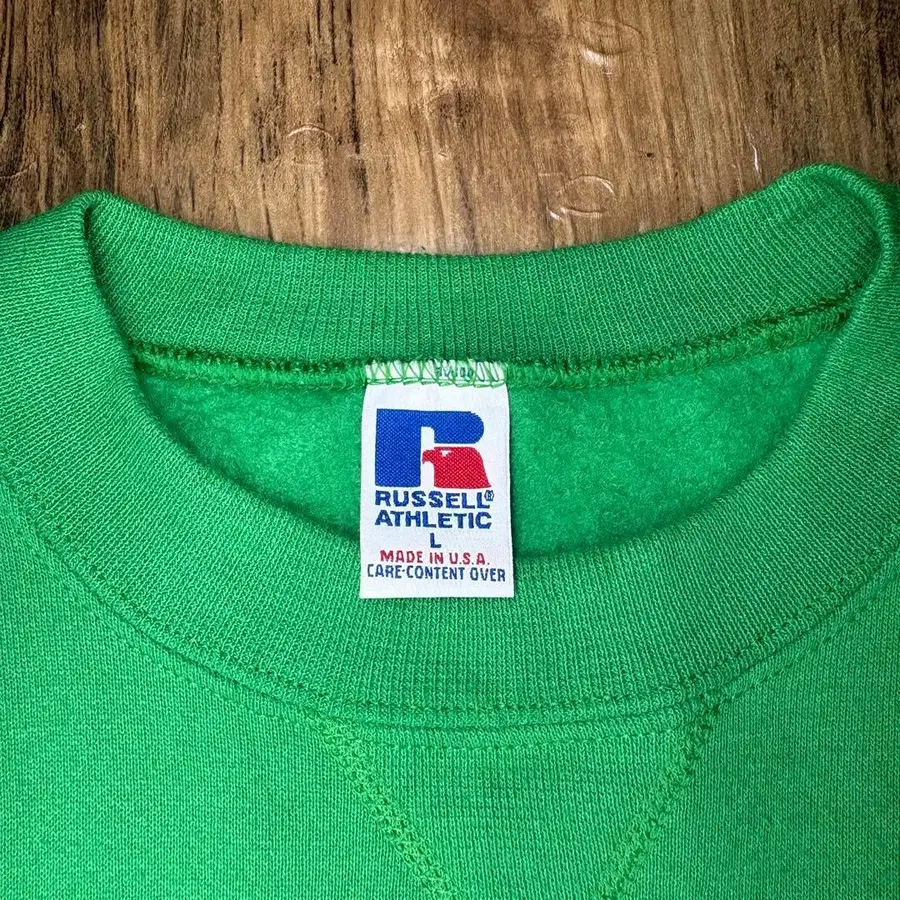 RUSSELL®
ATHLETIC
L
MADE IN U.S.A.
CARE-CONTENT OVER